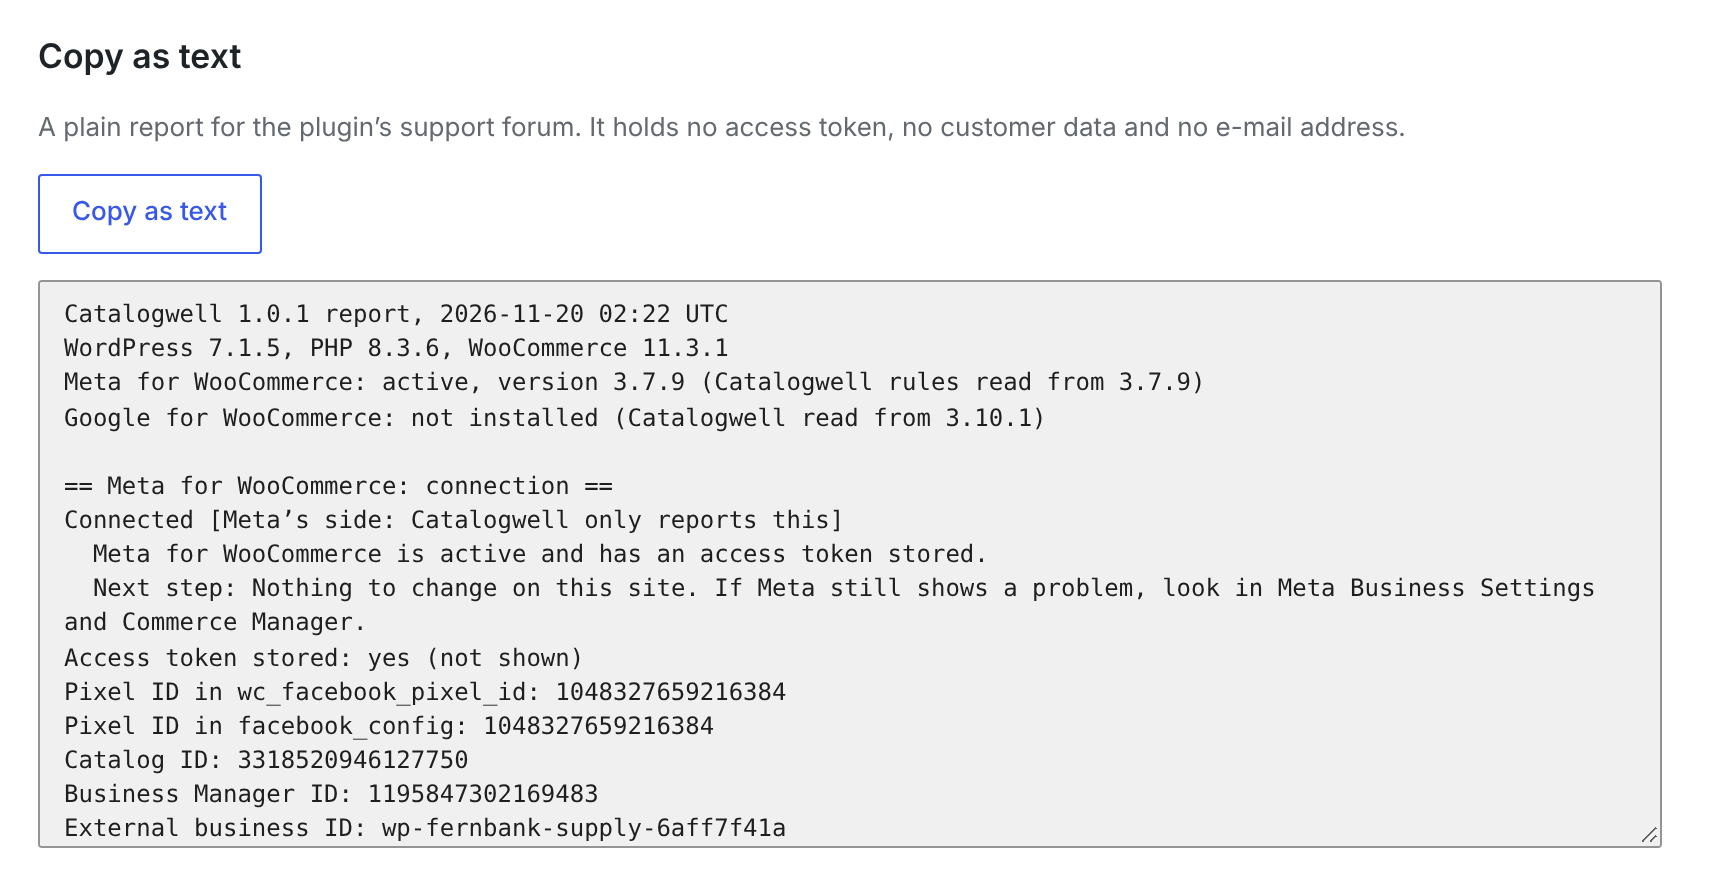 Copy as text
A plain report for the plugin’s support forum. It holds no access token, no customer data and no e-mail address.
Copy as text
Catalogwell 1.0.1 report, 2026-11-20 02:22 UTC
WordPress 7.1.5, PHP 8.3.6, WooCommerce 11.3.1
Meta for WooCommerce: active, version 3.7.9 (Catalogwell rules read from 3.7.9)
Google for WooCommerce: not installed (Catalogwell read from 3.10.1)

== Meta for WooCommerce: connection ==
Connected [Meta’s side: Catalogwell only reports this]
  Meta for WooCommerce is active and has an access token stored.
  Next step: Nothing to change on this site. If Meta still shows a problem, look in Meta Business Settings
and Commerce Manager.
Access token stored: yes (not shown)
Pixel ID in wc_facebook_pixel_id: 1048327659216384
Pixel ID in facebook_config: 1048327659216384
Catalog ID: 3318520946127750
Business Manager ID: 1195847302169483
External business ID: wp-fernbank-supply-6aff7f41a